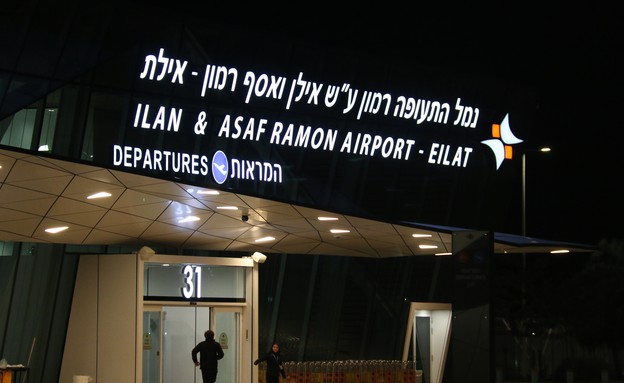 נמל התעופה רמון ע״ש אילן ואסף רמון - אילת
ILAN & ASAF RAMON AIRPORT - EILAT
DEPARTURES המראות
31